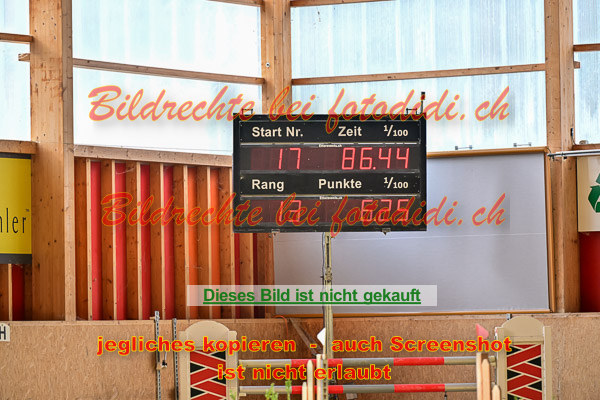 Bildrechte bei fotodidi.ch
Start Nr. Zeit 1/100
17 86.44
Rang Punkte 1/100
Bildrechte bei fotodidi.ch
Dieses Bild ist nicht gekauft
jegliches kopieren - auch Screenshot
ist nicht erlaubt